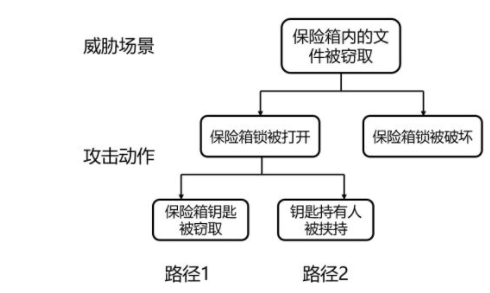 威胁场景
保险箱内的文
件被窃取
保险箱锁被打开
保险箱锁被破坏
攻击动作
保险箱钥匙
被窃取
钥匙持有人
被挟持
路径1
路径2